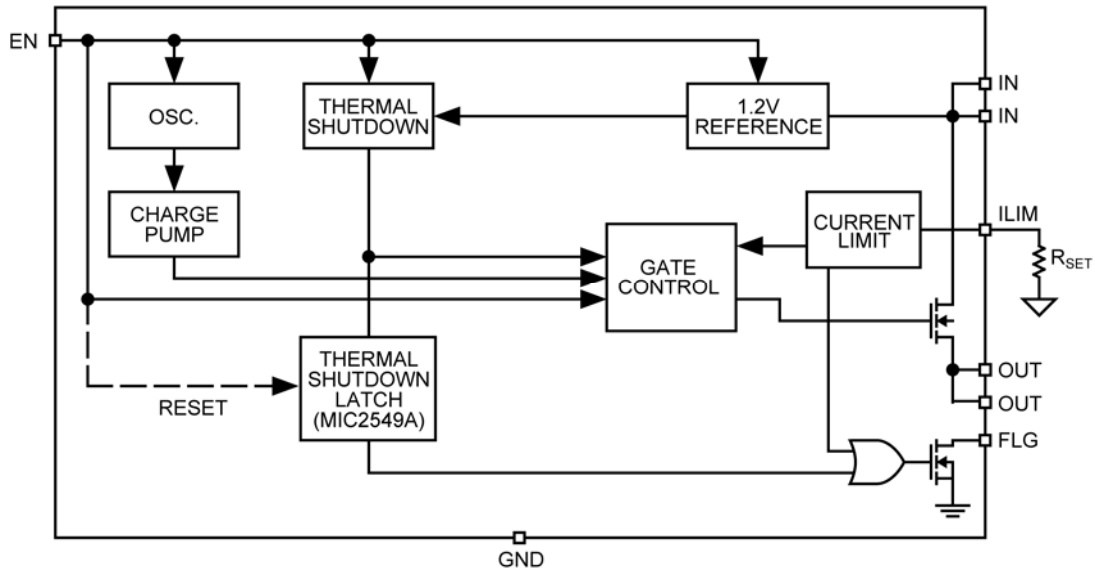 EN
OSC.
THERMAL
SHUTDOWN
1.2V
REFERENCE
IN
IN
CHARGE
PUMP
GATE
CONTROL
CURRENT
LIMIT
ILIM
RSET
THERMAL
SHUTDOWN
LATCH
(MIC2549A)
RESET
OUT
OUT
FLG
GND